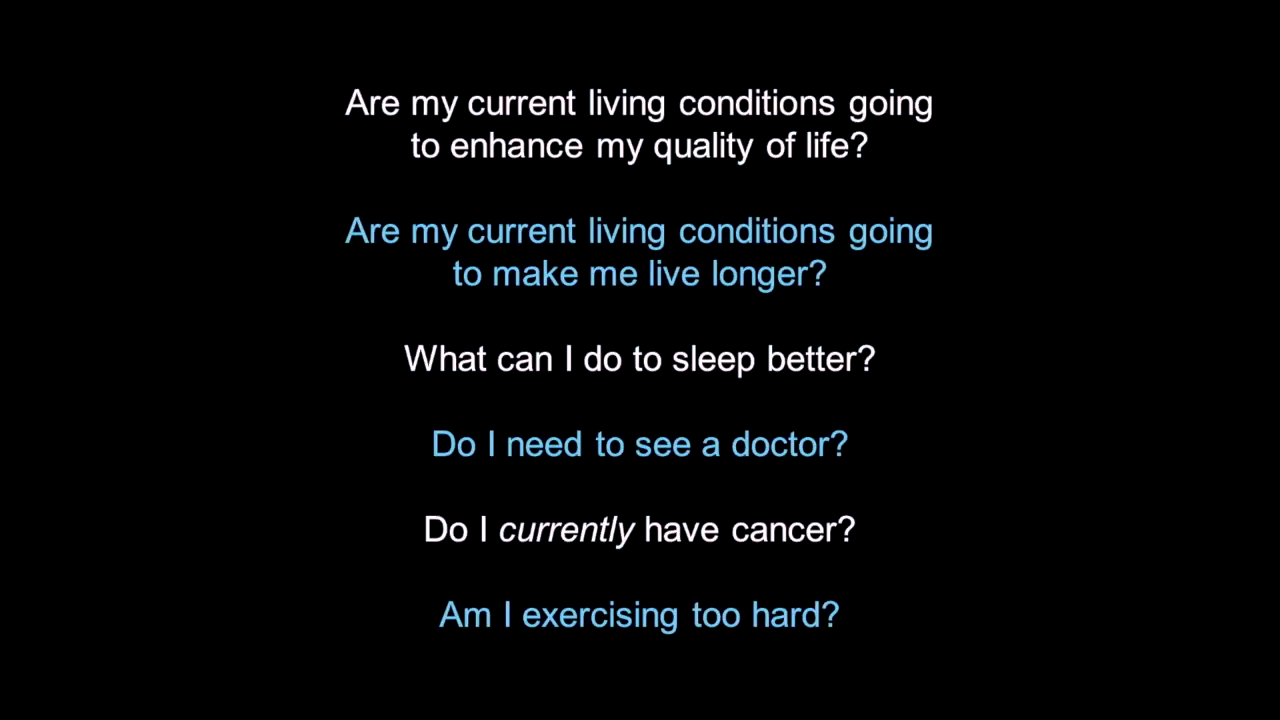 Are my current living conditions going
to enhance my quality of life?
Are my current living conditions going
to make me live longer?
What can I do to sleep better?
Do I need to see a doctor?
Do I currently have cancer?
Am I exercising too hard?